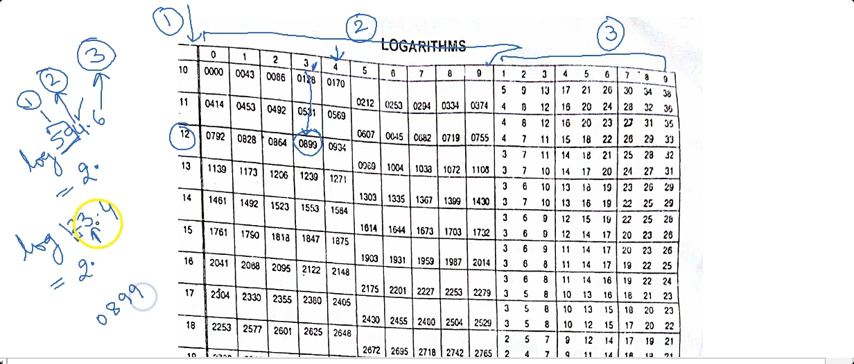 1 2 3
LOGARITHMS
0 1 2 3 4 5 6 7 8 9 1 2 3 4 5 6 7 8 9
10 0000 0043 0086 0128 0170 5 9 13 17 21 26 30 34 38
0212 0253 0294 0334 0374 4 8 12 16 20 24 28 32 36
11 0414 0453 0492 0531 0569 4 8 12 16 20 23 27 31 35
0607 0645 0682 0719 0755 4 7 11 15 18 22 26 29 33
12 0792 0828 0864 0899 0934 3 7 11 14 18 21 25 28 32
0969 1004 1038 1072 1106 3 7 10 14 17 20 24 27 31
13 1139 1173 1206 1239 1271 3 6 10 13 16 19 23 26 29
1303 1335 1367 1399 1430 3 7 10 13 16 19 22 25 29
14 1461 1492 1523 1553 1584 3 6 9 12 15 19 22 25 28
1614 1644 1673 1703 1732 3 6 9 12 14 17 20 23 26
15 1761 1790 1818 1847 1875 3 6 9 11 14 17 20 23 26
1903 1931 1959 1987 2014 3 6 8 11 14 17 19 22 25
16 2041 2068 2095 2122 2148 3 6 8 11 14 16 19 22 24
2175 2201 2227 2253 2279 3 5 8 10 13 16 18 21 23
17 2304 2330 2355 2380 2405 3 5 8 10 13 15 18 20 23
2430 2455 2480 2504 2529 3 5 8 10 12 15 17 20 22
18 2253 2577 2601 2625 2648 2 5 7 9 12 14 17 19 21
2672 2695 2718 2742 2765 2 4 7 9 11 14
1 2 3
log 594.6
= 2.
log 123.4
= 2.
0899